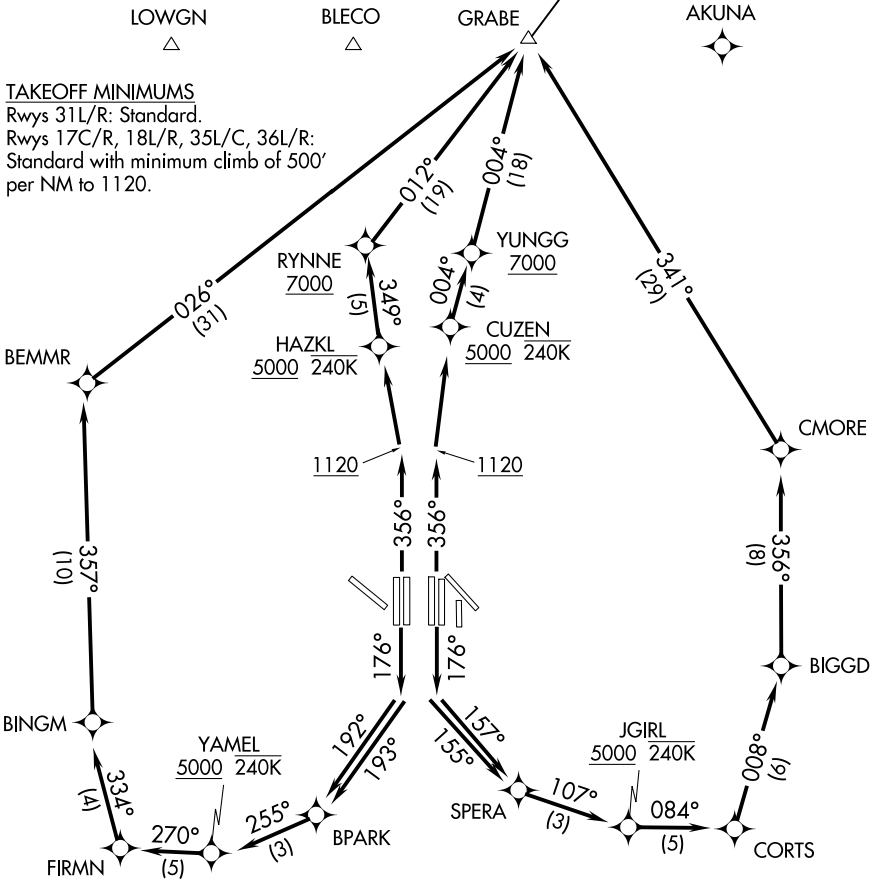 LOWGN
BLECO
GRABE
AKUNA
TAKEOFF MINIMUMS
Rwys 31L/R: Standard.
Rwys 17C/R, 18L/R, 35L/C, 36L/R:
Standard with minimum climb of 500'
per NM to 1120.
012°
(19)
004°
(18)
RYNNE
7000
YUNGG
7000
026°
(31)
349°
(5)
004°
(4)
341°
(29)
HAZKL
5000 240K
CUZEN
5000 240K
BEMMR
CMORE
1120
1120
356°
356°
357°
(10)
356°
(8)
176°
176°
BIGGD
BINGM
YAMEL
5000 240K
192°
193°
157°
155°
JGIRL
5000 240K
008°
(9)
334°
(4)
SPERA
107°
(3)
084°
(5)
255°
(3)
BPARK
270°
(5)
FIRMN
CORTS